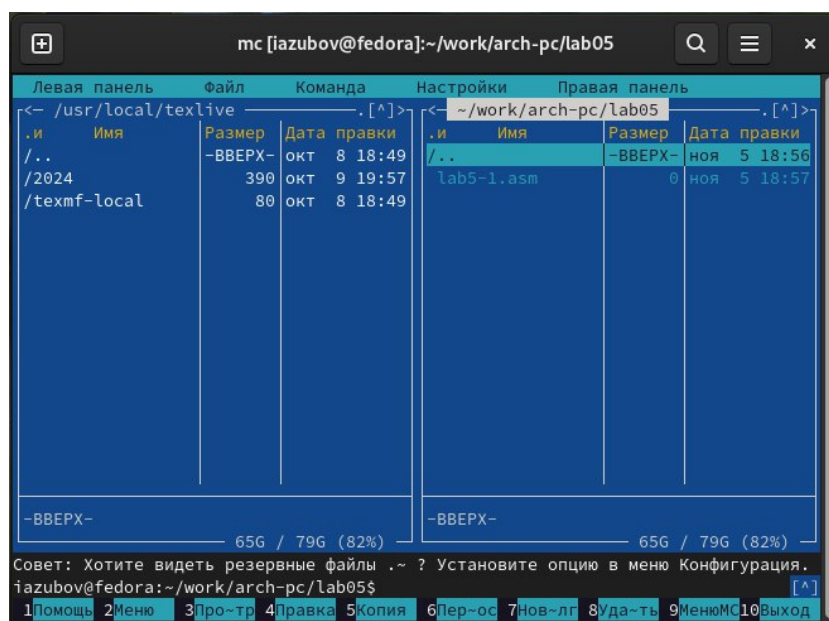 mc [iazubov@fedora]:~/work/arch-pc/lab05
Левая панель Файл Команда Настройки Правая панель
<– /usr/local/texlive .[^]> <– ~/work/arch-pc/lab05 .[^]>
.и Имя Размер Дата правки .и Имя Размер Дата правки
/.. -ВВЕРХ- окт 8 18:49 /.. -ВВЕРХ- ноя 5 18:56
/2024 390 окт 9 19:57 lab5-1.asm 0 ноя 5 18:57
/texmf-local 80 окт 8 18:49
-ВВЕРХ- -ВВЕРХ-
65G / 79G (82%) 65G / 79G (82%)
Совет: Хотите видеть резервные файлы .~ ? Установите опцию в меню Конфигурация.
iazubov@fedora:~/work/arch-pc/lab05$ [^]
1Помощь 2Меню 3Про~тр 4Правка 5Копия 6Пер~ос 7Нов~лг 8Уда~ть 9МенюМС10Выход